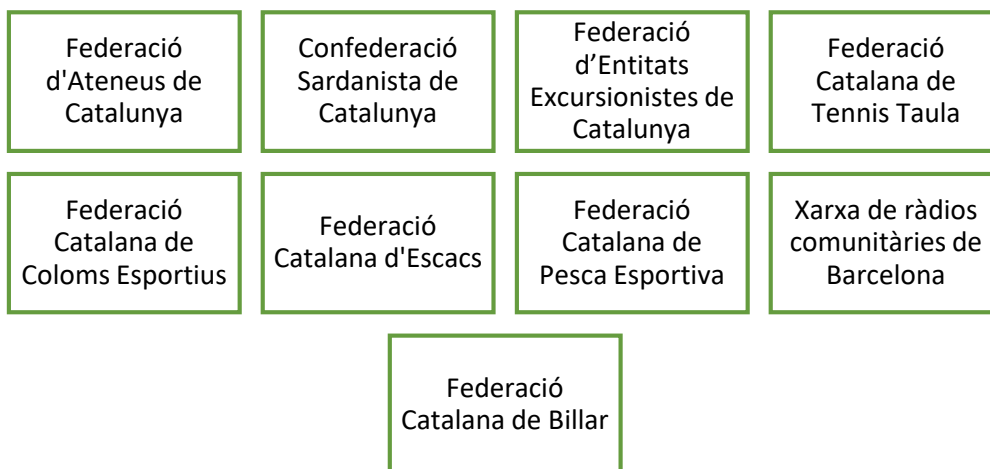 Federació
d'Ateneus de
Catalunya
Confederació
Sardanista de
Catalunya
Federació
d’Entitats
Excursionistes de
Catalunya
Federació
Catalana de
Tennis Taula
Federació
Catalana de
Coloms Esportius
Federació
Catalana d'Escacs
Federació
Catalana de
Pesca Esportiva
Xarxa de ràdios
comunitàries de
Barcelona
Federació
Catalana de Billar